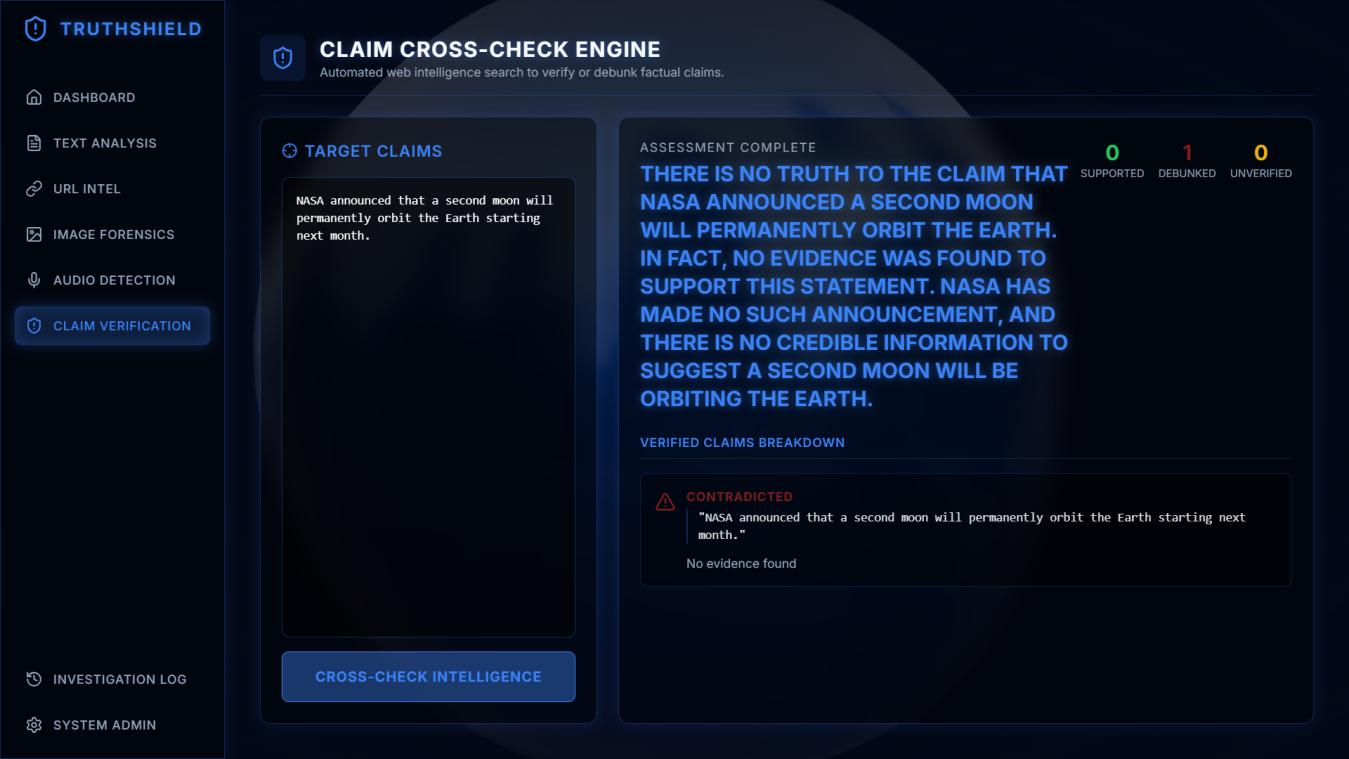 TRUTHSHIELD
DASHBOARD
TEXT ANALYSIS
URL INTEL
IMAGE FORENSICS
AUDIO DETECTION
CLAIM VERIFICATION
INVESTIGATION LOG
SYSTEM ADMIN
CLAIM CROSS-CHECK ENGINE
Automated web intelligence search to verify or debunk factual claims.
TARGET CLAIMS
NASA announced that a second moon will
permanently orbit the Earth starting
next month.
CROSS-CHECK INTELLIGENCE
ASSESSMENT COMPLETE
THERE IS NO TRUTH TO THE CLAIM THAT
NASA ANNOUNCED A SECOND MOON
WILL PERMANENTLY ORBIT THE EARTH.
IN FACT, NO EVIDENCE WAS FOUND TO
SUPPORT THIS STATEMENT. NASA HAS
MADE NO SUCH ANNOUNCEMENT, AND
THERE IS NO CREDIBLE INFORMATION TO
SUGGEST A SECOND MOON WILL BE
ORBITING THE EARTH.
0 1 0
SUPPORTED DEBUNKED UNVERIFIED
VERIFIED CLAIMS BREAKDOWN
CONTRADICTED
"NASA announced that a second moon will permanently orbit the Earth starting next
month."
No evidence found